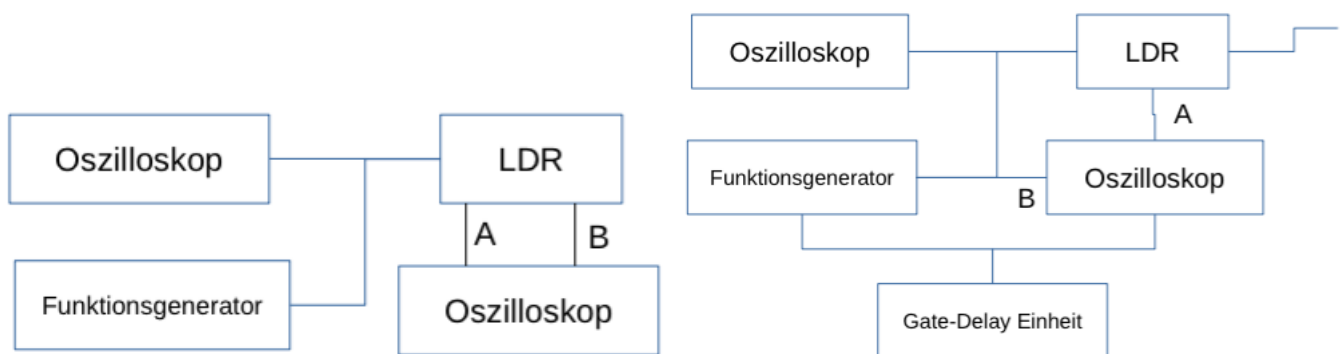 Oszilloskop
LDR
A
B
Funktionsgenerator
Oszilloskop
Oszilloskop
LDR
A
Funktionsgenerator
B
Oszilloskop
Gate-Delay Einheit